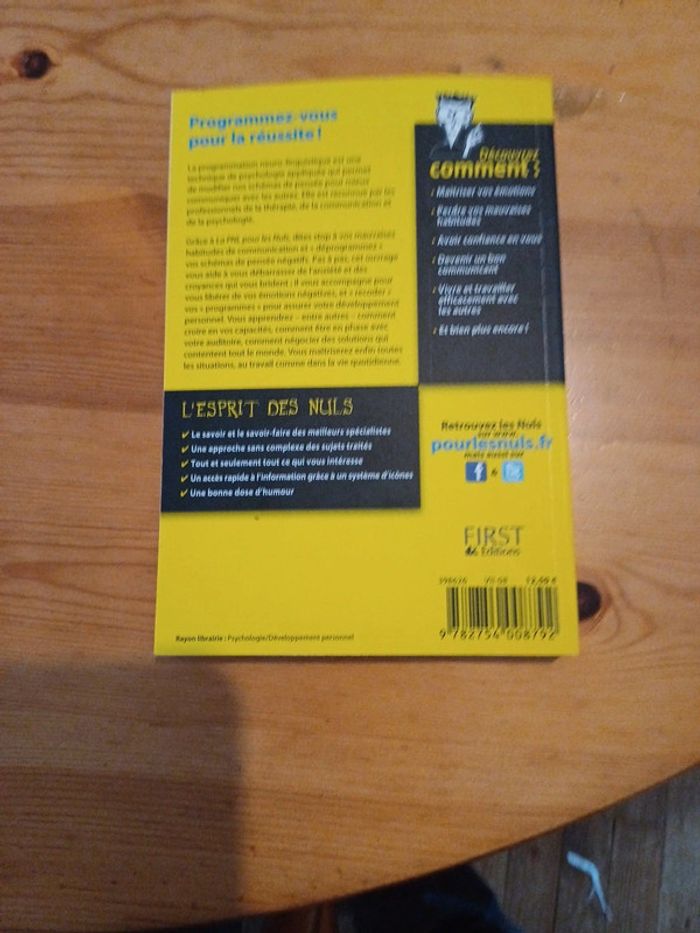 Programmez-vous
pour la réussite !
La programmation neuro-linguistique est une
technique de psychologie appliquée qui permet
de modifier nos schémas de pensée pour mieux
communiquer avec les autres. Elle est reconnue par les
professionnels de la thérapie, de la communication et
de la psychologie.
Grâce à La PNL pour les Nuls, dites stop à vos mauvaises
habitudes de communication et « déprogrammez »
vos schémas de pensée négatifs. Pas à pas, cet ouvrage
vous aide à vous débarrasser de l'anxiété et des
croyances qui vous brident ; il vous accompagne pour
vous libérer de vos émotions négatives, et « recréer »
vos « programmes » pour assurer votre développement
personnel. Vous apprendrez – entre autres – comment
croire en vos capacités, comment être en phase avec
votre auditoire, comment négocier des solutions qui
contentent tout le monde. Vous maîtriserez enfin toutes
les situations, au travail comme dans la vie quotidienne.
Découvrez
comment :
Maîtriser vos émotions
Perdre vos mauvaises
habitudes
Avoir confiance en vous
Devenir un bon
communicant
Vivre et travailler
efficacement avec
les autres
Et bien plus encore !
L'ESPRIT DES NULS
✓ Le savoir et le savoir-faire des meilleurs spécialistes
✓ Une approche sans complexe des sujets traités
✓ Tout et seulement tout ce qui vous intéresse
✓ Un accès rapide à l'information grâce à un système d'icônes
✓ Une bonne dose d'humour
Retrouvez les Nuls
sur www.
pourlesnuls.fr
mais aussi sur
f &
FIRST
Editions
12,90 €
9 782754 008792
Rayon librairie : Psychologie/Développement personnel